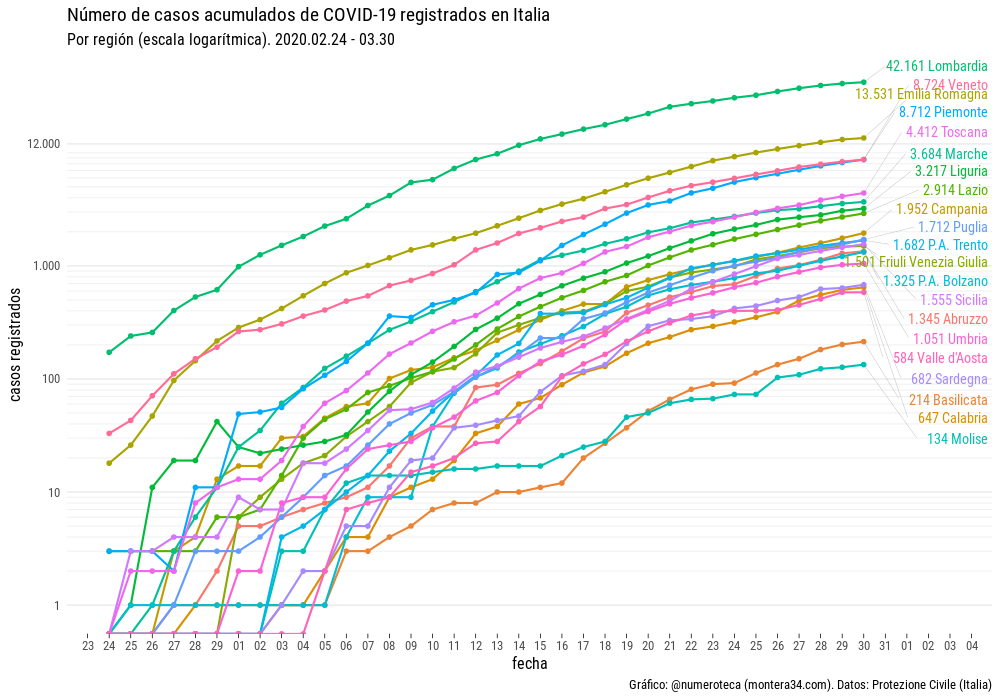 Número de casos acumulados de COVID-19 registrados en Italia
Por región (escala logarítmica). 2020.02.24 - 03.30
42.161 Lombardia
8.724 Veneto
13.531 Emilia Romagna
8.712 Piemonte
4.412 Toscana
3.684 Marche
3.217 Liguria
2.914 Lazio
1.952 Campania
1.712 Puglia
1.682 P.A. Trento
1.501 Friuli Venezia Giulia
1.325 P.A. Bolzano
1.555 Sicilia
1.345 Abruzzo
1.051 Umbria
584 Valle d'Aosta
682 Sardegna
214 Basilicata
647 Calabria
134 Molise
12.000
1.000
100
10
1
casos registrados
23 24 25 26 27 28 29 01 02 03 04 05 06 07 08 09 10 11 12 13 14 15 16 17 18 19 20 21 22 23 24 25 26 27 28 29 30 31 01 02 03 04
fecha
Gráfico: @numeroteca (montera34.com). Datos: Protezione Civile (Italia)